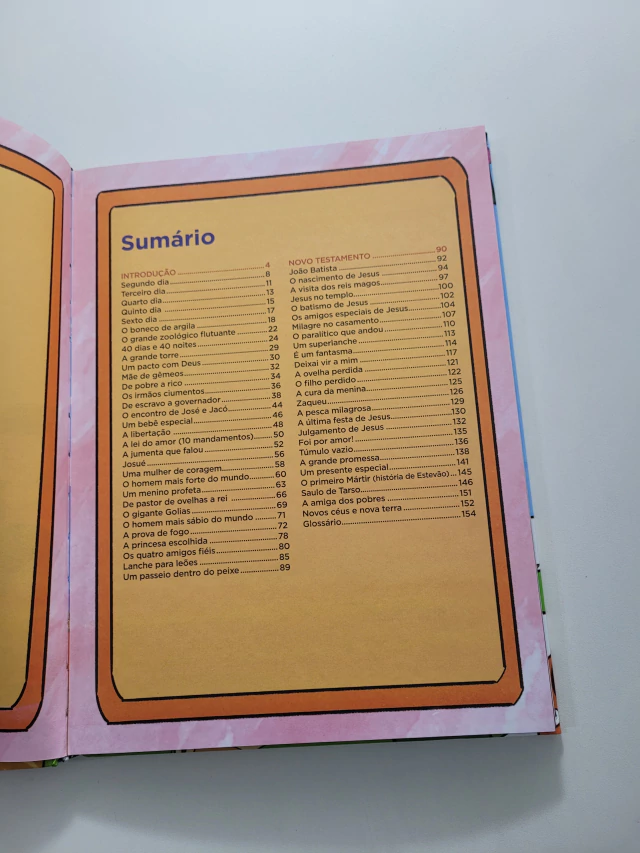 Sumário
INTRODUÇÃO ........ 4
Segundo dia ........ 8
Terceiro dia ........ 11
Quarto dia ........ 13
Quinto dia ........ 15
Sexto dia ........ 17
O boneco de argila ........ 18
O grande zoológico flutuante ........ 22
40 dias e 40 noites ........ 24
A grande torre ........ 29
Um pacto com Deus ........ 30
Mãe de gêmeos ........ 32
De pobre a rico ........ 34
Os irmãos ciumentos ........ 36
De escravo a governador ........ 38
O encontro de José e Jacó ........ 44
Um bebê especial ........ 46
A libertação ........ 48
A lei do amor (10 mandamentos) ........ 50
A jumenta que falou ........ 52
Josué ........ 56
Uma mulher de coragem ........ 58
O homem mais forte do mundo ........ 60
Um menino profeta ........ 63
De pastor de ovelhas a rei ........ 66
O gigante Golias ........ 69
O homem mais sábio do mundo ........ 71
A prova de fogo ........ 72
A princesa escolhida ........ 78
Os quatro amigos fiéis ........ 80
Lanche para leões ........ 85
Um passeio dentro do peixe ........ 89
NOVO TESTAMENTO ........ 90
João Batista ........ 92
O nascimento de Jesus ........ 94
A visita dos reis magos ........ 97
Jesus no templo ........ 100
O batismo de Jesus ........ 102
Os amigos especiais de Jesus ........ 104
Milagre no casamento ........ 107
O paralítico que andou ........ 110
Um superlanche ........ 113
É um fantasma ........ 114
Deixai vir a mim ........ 117
A ovelha perdida ........ 121
O filho perdido ........ 122
A cura da menina ........ 125
Zaqueu ........ 126
A pesca milagrosa ........ 129
A última festa de Jesus ........ 130
Julgamento de Jesus ........ 132
Foi por amor! ........ 135
Túmulo vazio ........ 136
A grande promessa ........ 138
Um presente especial ........ 141
O primeiro Mártir (história de Estevão) ... 145
Saulo de Tarso ........ 146
A amiga dos pobres ........ 151
Novos céus e nova terra ........ 152
Glossário ........ 154